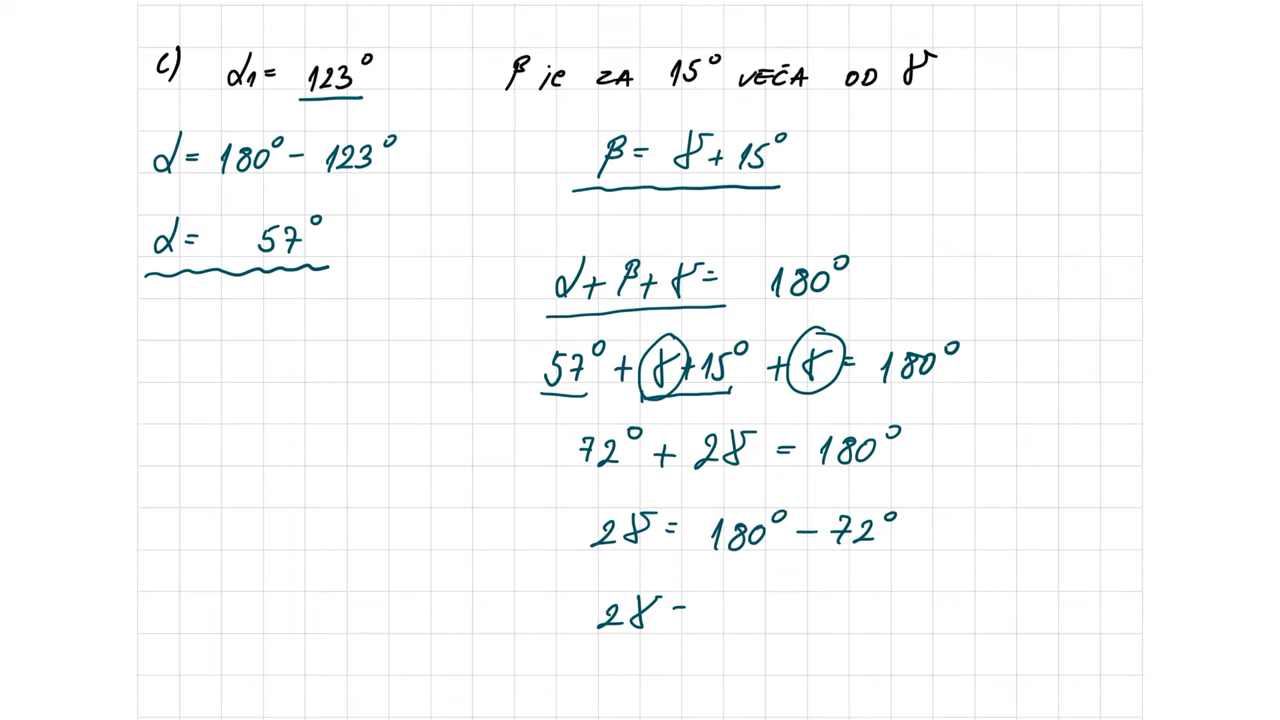 c) α₁ = 123° β je ZA 15° VEĆA OD γ
α = 180° - 123°
β = γ + 15°
α = 57°
α + β + γ = 180°
57° + γ + 15° + γ = 180°
72° + 2γ = 180°
2γ = 180° - 72°
2γ -